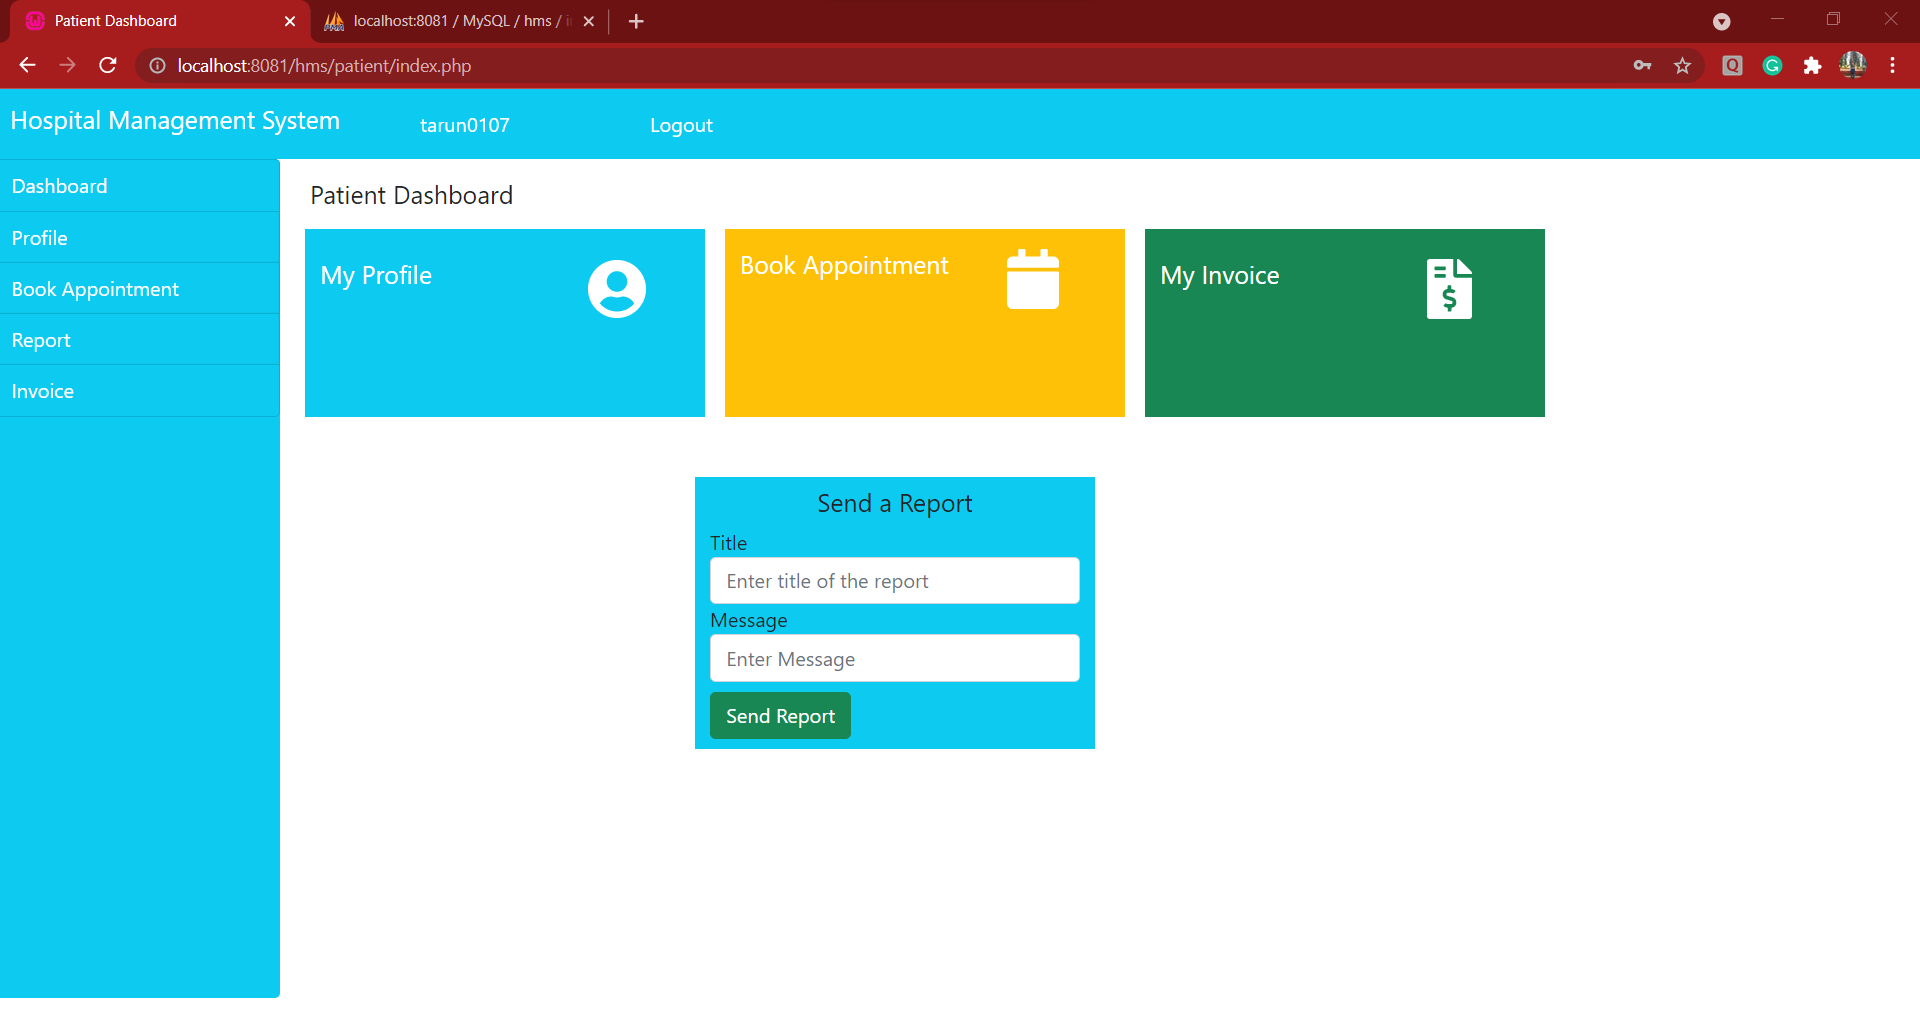 Patient Dashboard
localhost:8081 / MySQL / hms /
localhost:8081/hms/patient/index.php
Hospital Management System
tarun0107
Logout
Dashboard
Profile
Book Appointment
Report
Invoice
Patient Dashboard
My Profile
Book Appointment
My Invoice
$
Send a Report
Title
Enter title of the report
Message
Enter Message
Send Report